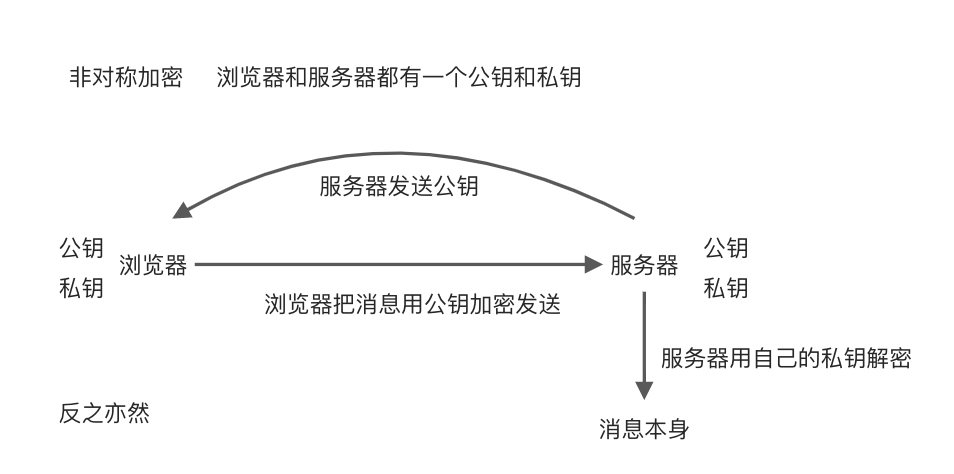 非对称加密 浏览器和服务器都有一个公钥和私钥
服务器发送公钥
公钥
私钥
浏览器
服务器
公钥
私钥
浏览器把消息用公钥加密发送
服务器用自己的私钥解密
反之亦然
消息本身